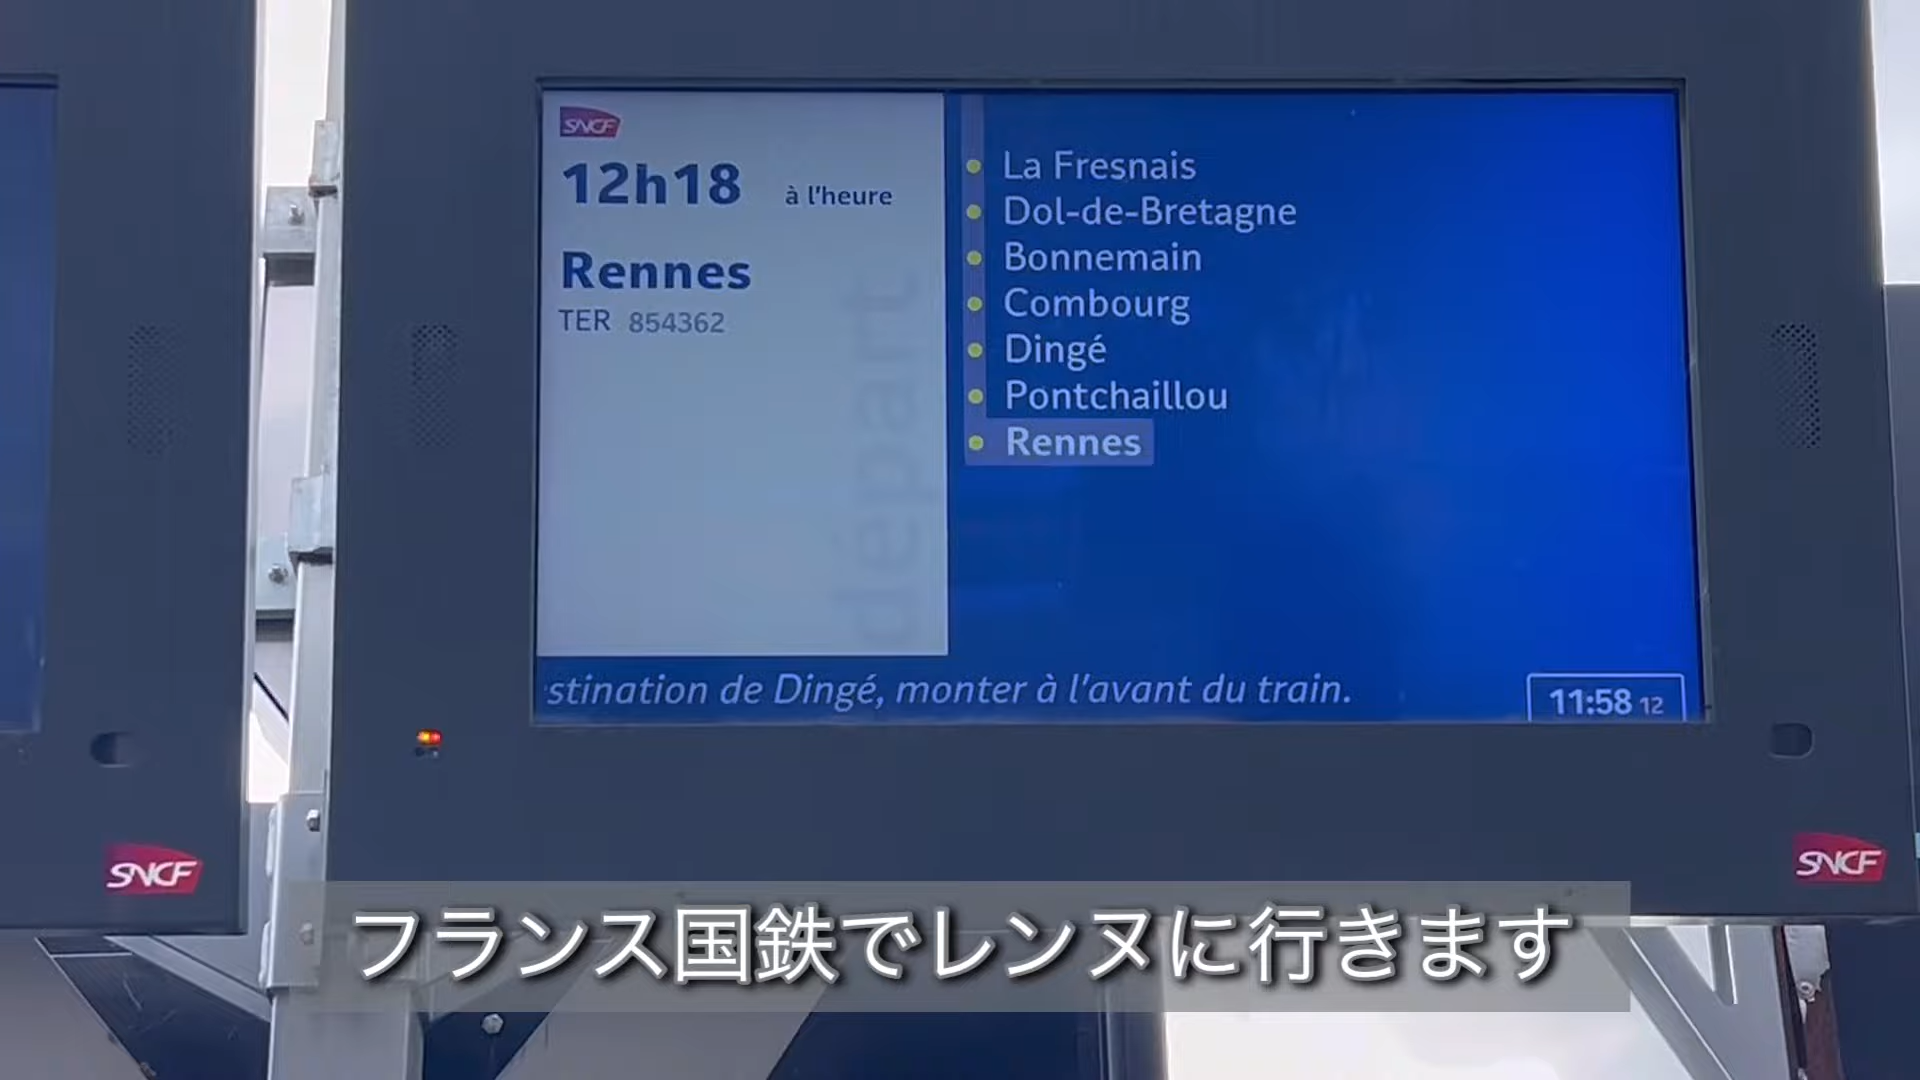 SNCF
12h18 à l'heure
Rennes
TER 854362
départ
La Fresnais
Dol-de-Bretagne
Bonnemain
Combourg
Dingé
Pontchaillou
Rennes
stination de Dingé, monter à l'avant du train.
11:58 12
SNCF
SNCF
フランス国鉄でレンヌに行きます